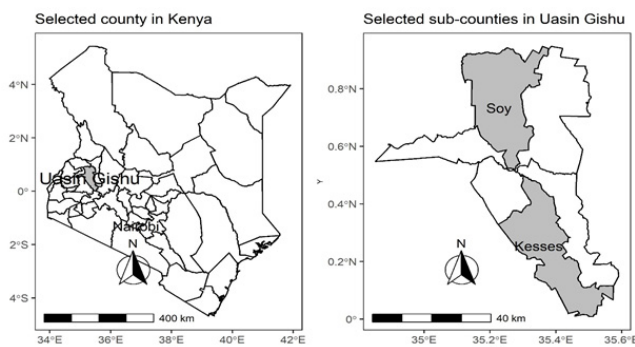 Selected county in Kenya
4°N
2°N
0°
2°S
4°S
Uasin Gishu
Nairobi
N
400 km
34°E
36°E
38°E
40°E
42°E
Selected sub-counties in Uasin Gishu
0.8°N
0.6°N
Y
0.4°N
0.2°N
0°
Soy
Kesses
N
40 km
35°E
35.2°E
35.4°E
35.6°E